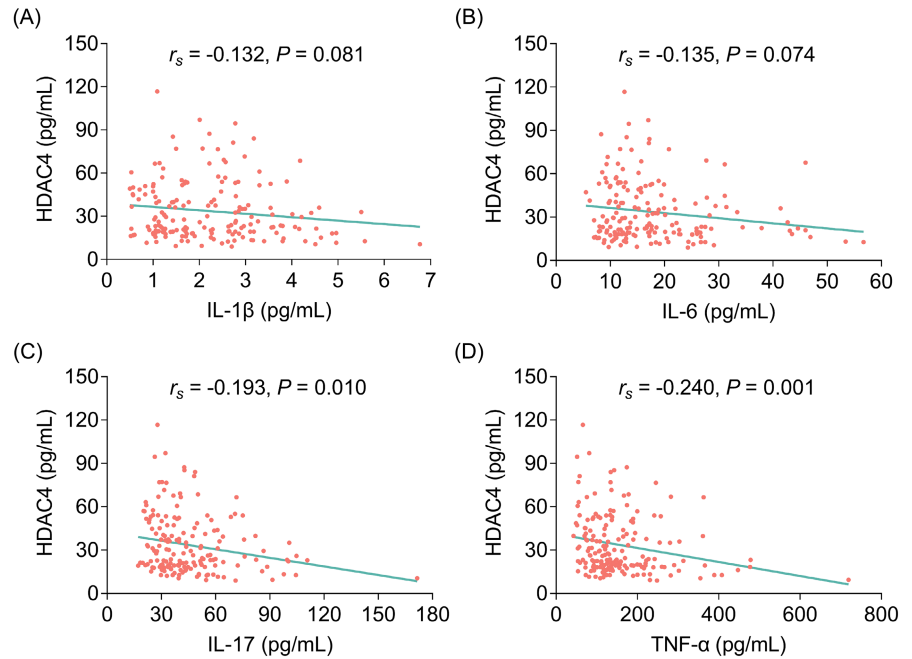 (A)
r_s = -0.132, P = 0.081
HDAC4 (pg/mL)
150
120
90
60
30
0
0 1 2 3 4 5 6 7
IL-1β (pg/mL)
(B)
r_s = -0.135, P = 0.074
HDAC4 (pg/mL)
150
120
90
60
30
0
0 10 20 30 40 50 60
IL-6 (pg/mL)
(C)
r_s = -0.193, P = 0.010
HDAC4 (pg/mL)
150
120
90
60
30
0
0 30 60 90 120 150 180
IL-17 (pg/mL)
(D)
r_s = -0.240, P = 0.001
HDAC4 (pg/mL)
150
120
90
60
30
0
0 200 400 600 800
TNF-α (pg/mL)